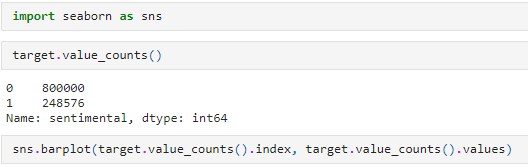 import seaborn as sns
target.value_counts()
0    800000
1    248576
Name: sentimental, dtype: int64
sns.barplot(target.value_counts().index, target.value_counts().values)